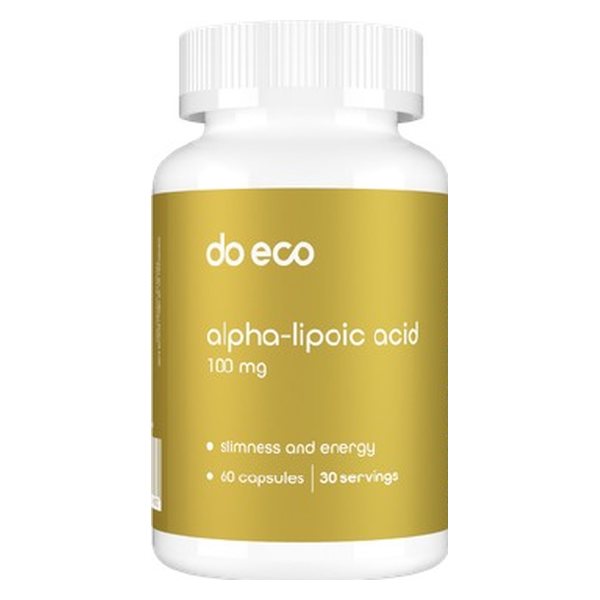 do eco
alpha-lipoic acid
100 mg
• slimness and energy
• 60 capsules | 30 servings